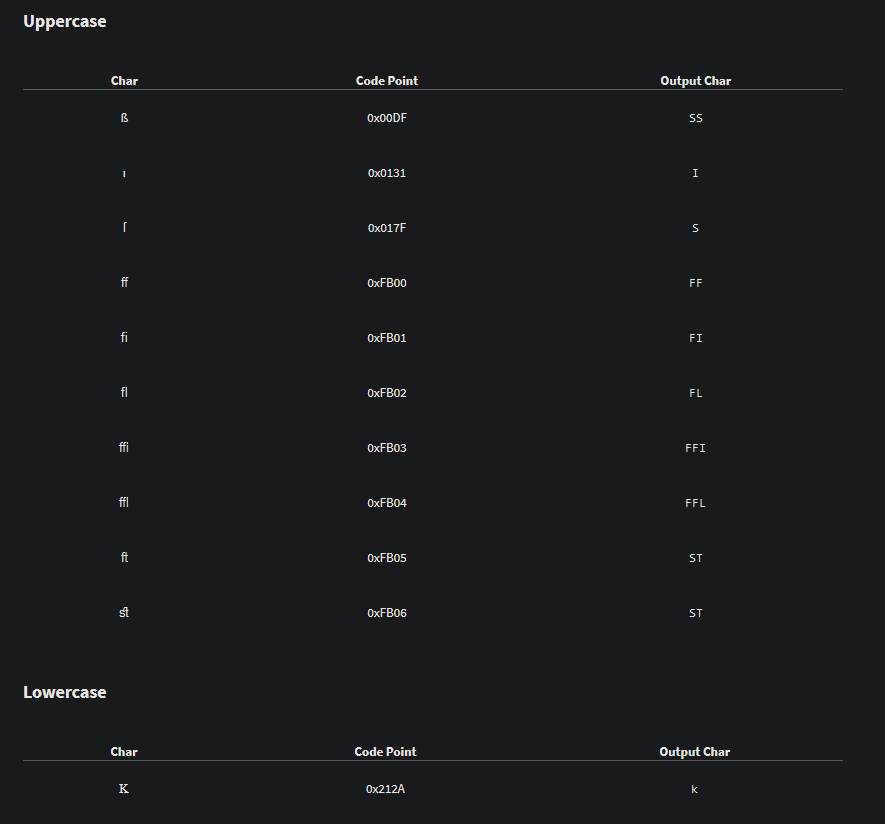 Uppercase
Char Code Point Output Char
ß 0x00DF SS
ı 0x0131 I
ſ 0x017F S
ff 0xFB00 FF
fi 0xFB01 FI
fl 0xFB02 FL
ffi 0xFB03 FFI
ffl 0xFB04 FFL
ſt 0xFB05 ST
st 0xFB06 ST
Lowercase
Char Code Point Output Char
K 0x212A k